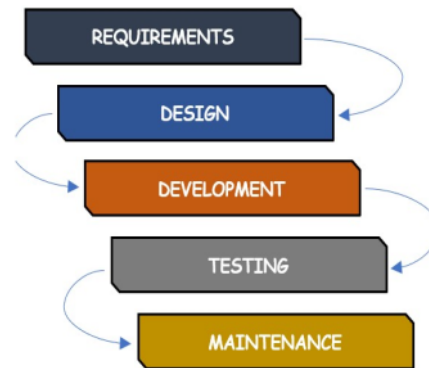 REQUIREMENTS
DESIGN
DEVELOPMENT
TESTING
MAINTENANCE